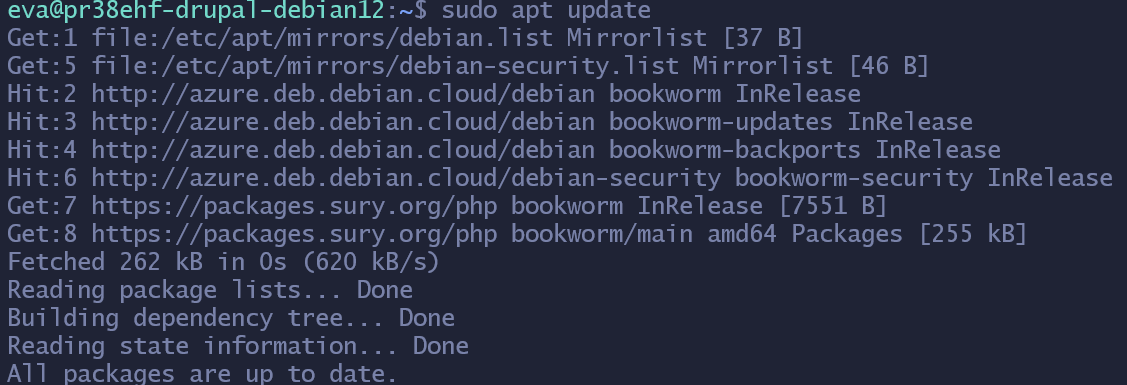 eva@pr38ehf-drupal-debian12:~$ sudo apt update
Get:1 file:/etc/apt/mirrors/debian.list Mirrorlist [37 B]
Get:5 file:/etc/apt/mirrors/debian-security.list Mirrorlist [46 B]
Hit:2 http://azure.deb.debian.cloud/debian bookworm InRelease
Hit:3 http://azure.deb.debian.cloud/debian bookworm-updates InRelease
Hit:4 http://azure.deb.debian.cloud/debian bookworm-backports InRelease
Hit:6 http://azure.deb.debian.cloud/debian-security bookworm-security InRelease
Get:7 https://packages.sury.org/php bookworm InRelease [7551 B]
Get:8 https://packages.sury.org/php bookworm/main amd64 Packages [255 kB]
Fetched 262 kB in 0s (620 kB/s)
Reading package lists... Done
Building dependency tree... Done
Reading state information... Done
All packages are up to date.